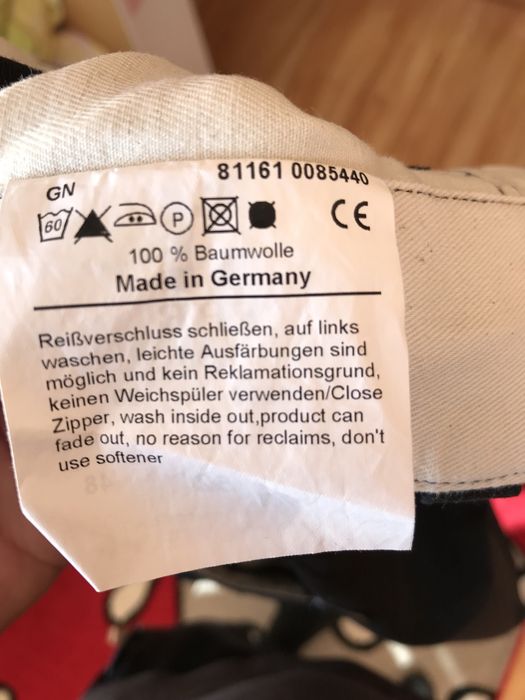 81161 0085440
GN
60 P CE
100 % Baumwolle
Made in Germany
Reißverschluss schließen, auf links
waschen, leichte Ausfärbungen sind
möglich und kein Reklamationsgrund,
keinen Weichspüler verwenden/Close
Zipper, wash inside out,product can
fade out, no reason for reclaims, don't
use softener